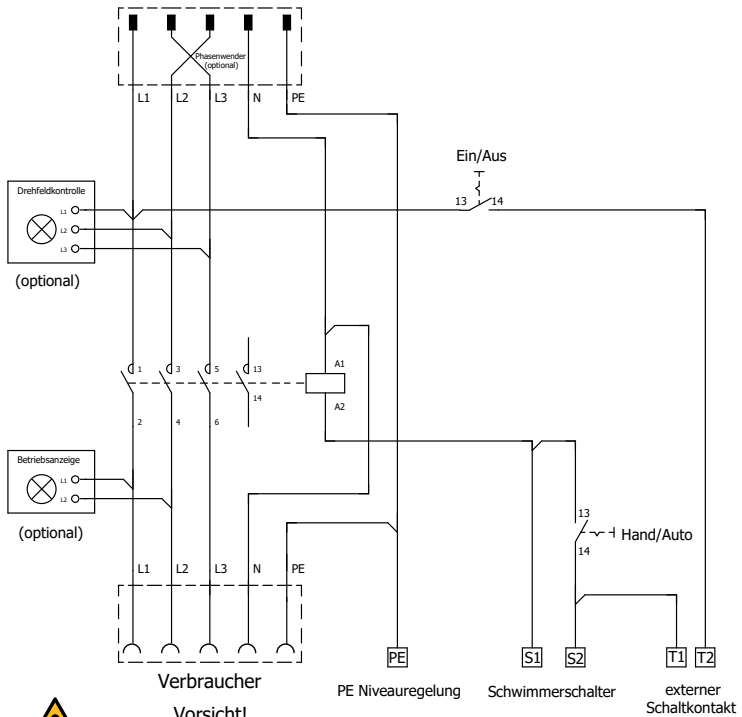 Phasenwender
(optional)
L1 L2 L3 N PE
Ein/Aus
13 14
Drehfeldkontrolle
L1
L2
L3
(optional)
1 3 5 13
A1
14
A2
2 4 6
Betriebsanzeige
L1
L2
(optional)
13
Hand/Auto
14
L1 L2 L3 N PE
PE S1 S2 T1 T2
Verbraucher
PE Niveauregelung
Schwimmerschalter
externer
Schaltkontakt
Vorsicht!